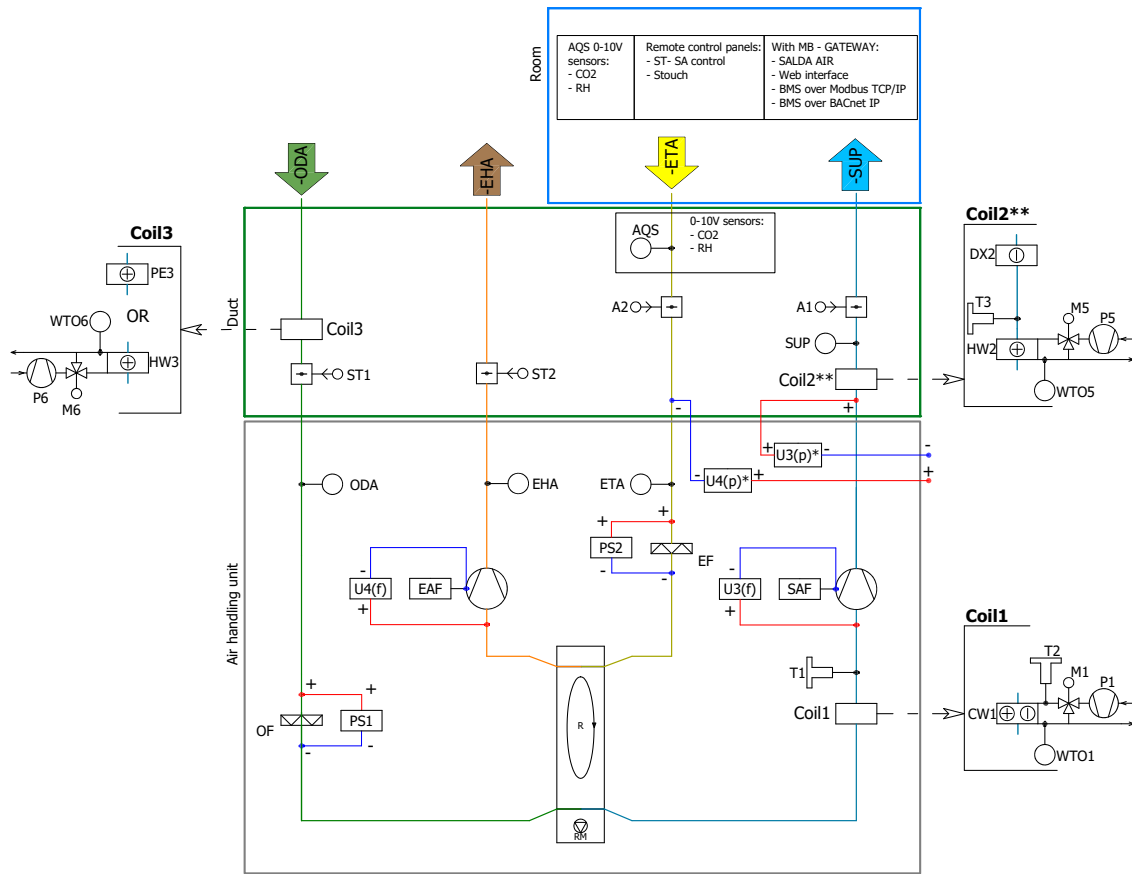 Room
AQS 0-10V
sensors:
- CO2
- RH
Remote control panels:
- ST- SA control
- Stouch
With MB - GATEWAY:
- SALDA AIR
- Web interface
- BMS over Modbus TCP/IP
- BMS over BACnet IP
-ODA
-EHA
-ETA
-SUP
Duct
AQS
0-10V sensors:
- CO2
- RH
A2
A1
SUP
Coil3
Coil2**
ST1
ST2
Coil3
PE3
OR
WTO6
HW3
P6
M6
Coil2**
DX2
T3
M5
P5
HW2
WTO5
Air handling unit
-
+
+
U3(p)*
-
-
-
U4(p)*
+
+
ODA
EHA
ETA
+
+
PS2
EF
-
-
-
U4(f)
+
EAF
-
U3(f)
+
SAF
T1
Coil1
+
+
OF
PS1
-
-
R
RM
Coil1
T2
M1
P1
CW1
WTO1